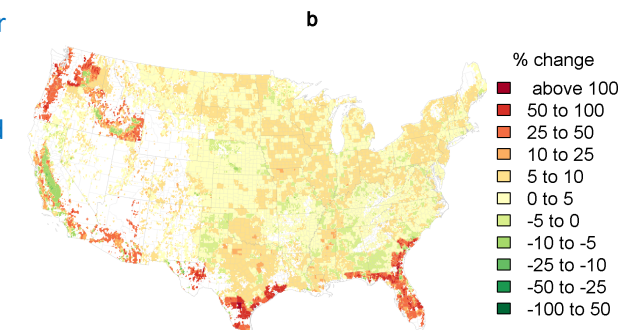 r
b
% change
above 100
50 to 100
25 to 50
10 to 25
5 to 10
0 to 5
-5 to 0
-10 to -5
-25 to -10
-50 to -25
-100 to 50